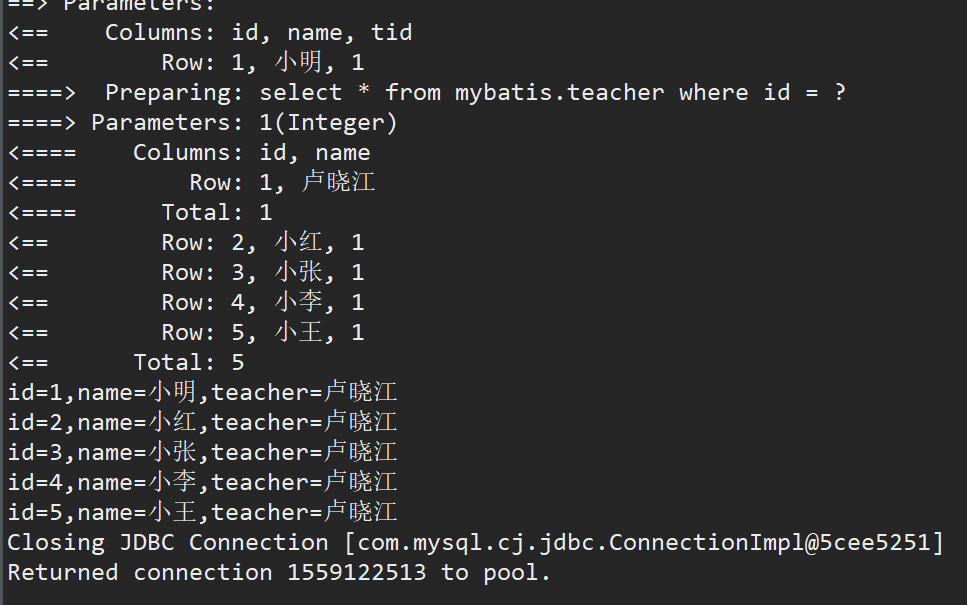 ==> Parameters:
<==    Columns: id, name, tid
<==        Row: 1, 小明, 1
====>  Preparing: select * from mybatis.teacher where id = ?
====> Parameters: 1(Integer)
<====    Columns: id, name
<====        Row: 1, 卢晓江
<====      Total: 1
<==        Row: 2, 小红, 1
<==        Row: 3, 小张, 1
<==        Row: 4, 小李, 1
<==        Row: 5, 小王, 1
<==      Total: 5
id=1,name=小明,teacher=卢晓江
id=2,name=小红,teacher=卢晓江
id=3,name=小张,teacher=卢晓江
id=4,name=小李,teacher=卢晓江
id=5,name=小王,teacher=卢晓江
Closing JDBC Connection [com.mysql.cj.jdbc.ConnectionImpl@5cee5251]
Returned connection 1559122513 to pool.